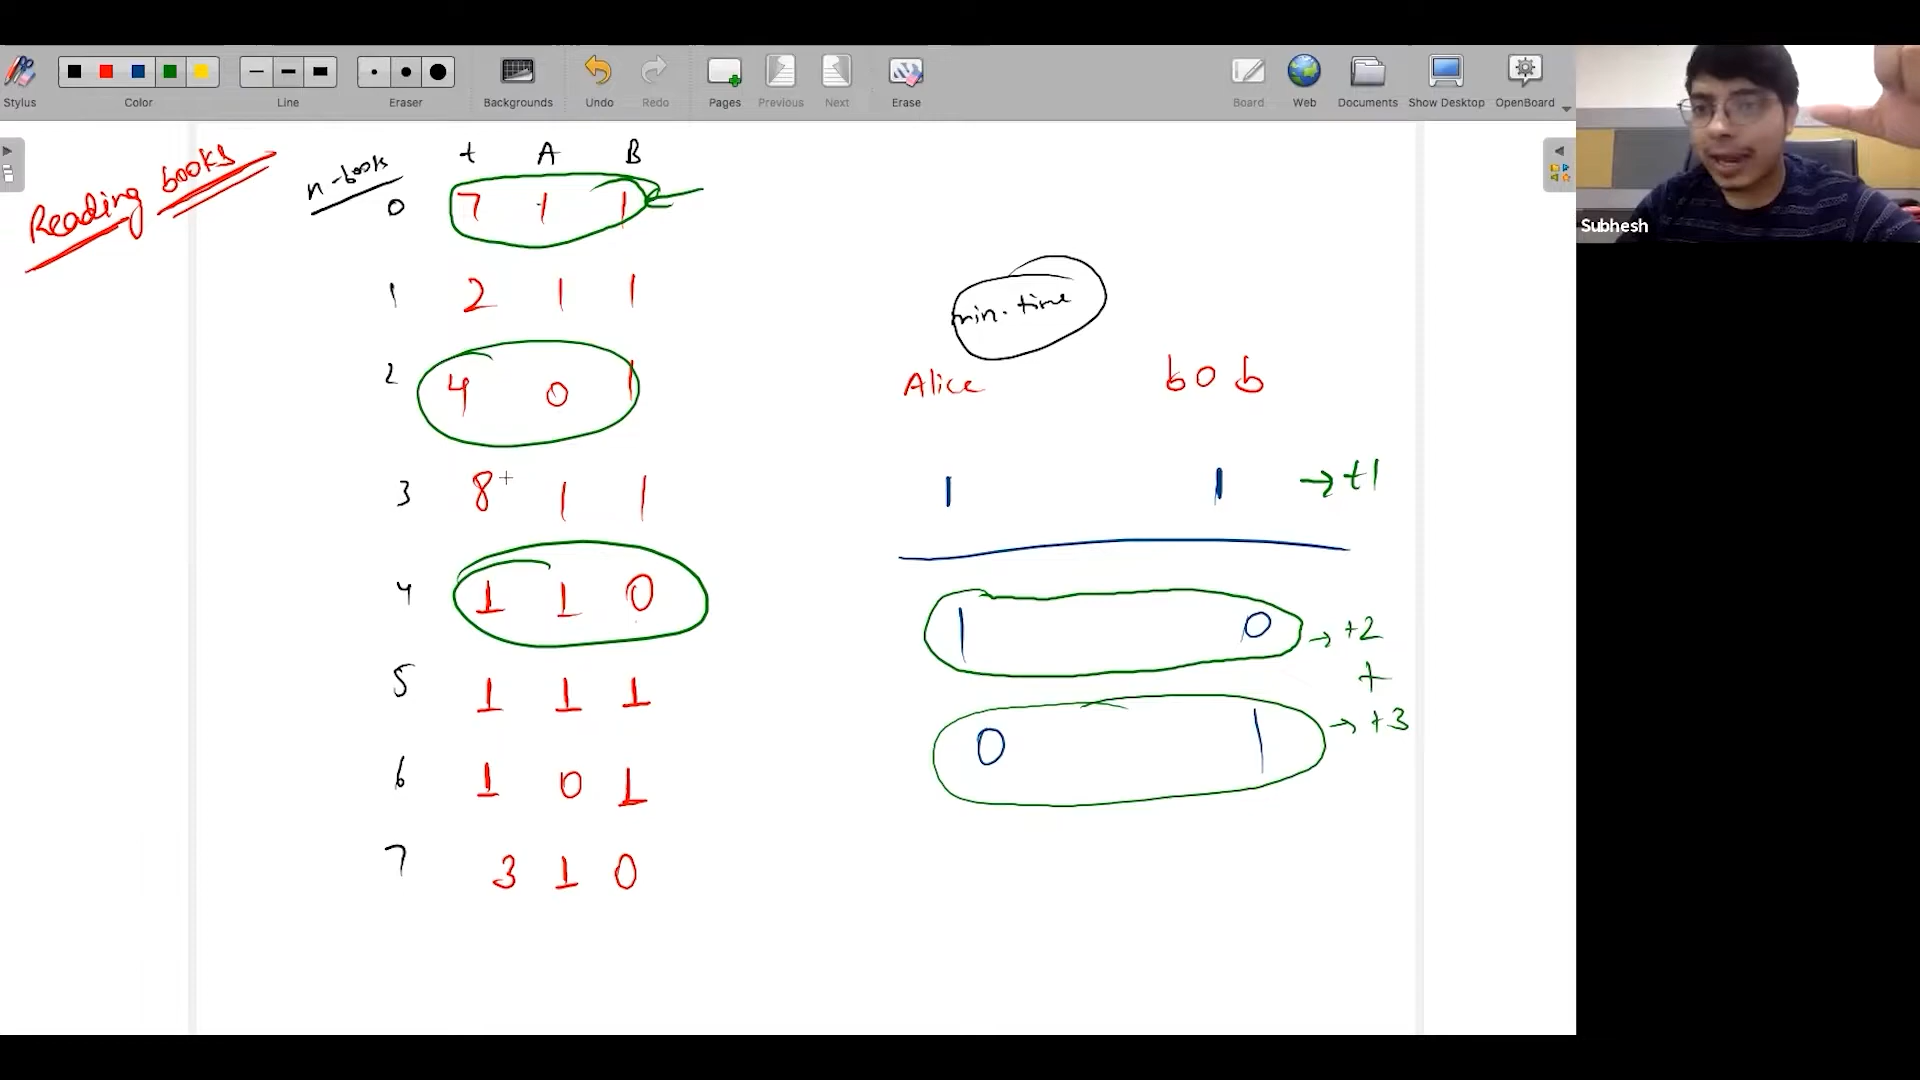 Stylus
Color
Line
Eraser
Backgrounds
Undo
Redo
Pages
Previous
Next
Erase
Board
Web
Documents
Show Desktop
OpenBoard
Subhesh
Reading books
n-books t A B
0 7 1 1
1 2 1 1
2 4 0 1
3 8 1 1
4 1 1 0
5 1 1 1
6 1 0 1
7 3 1 0
min. time
Alice bob
1 1 → t1
1 0 → t2
+
0 1 → t3